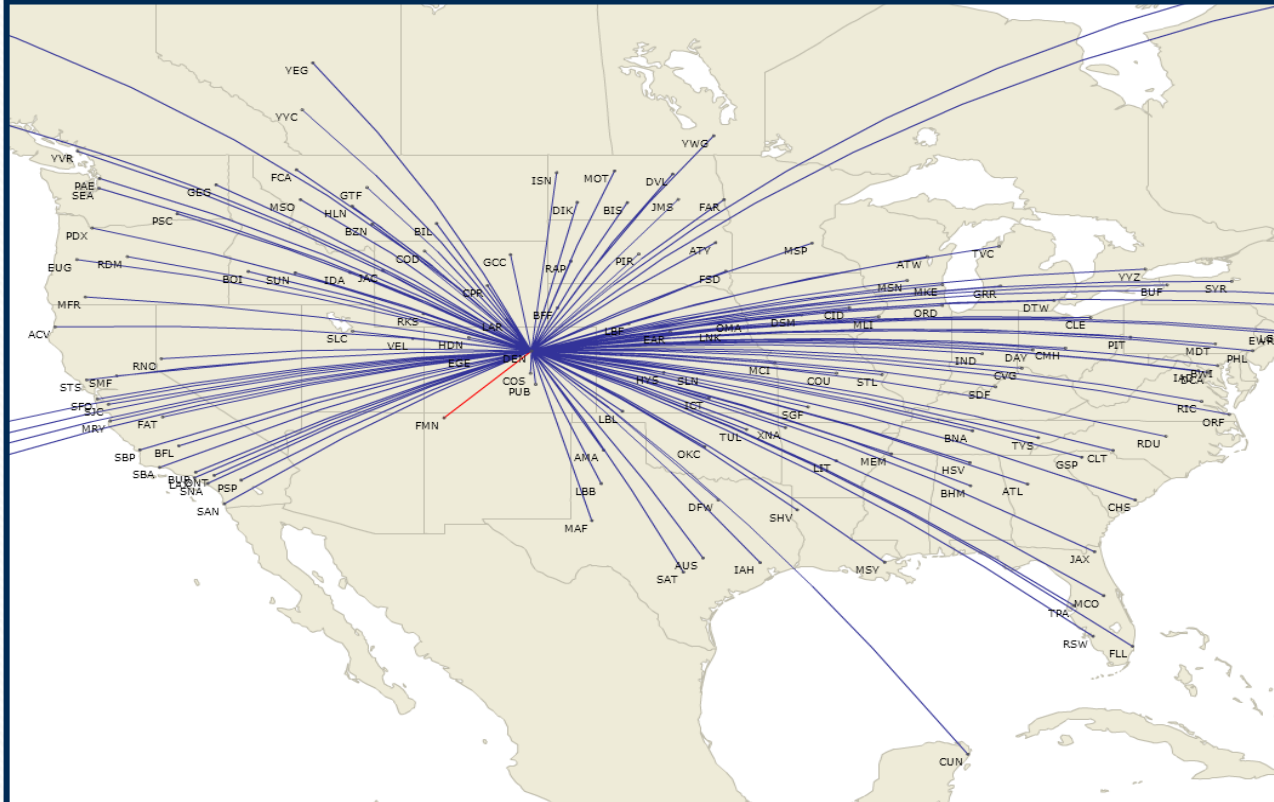 YEG
YYC
YWG
YVR
FCA
ISN
MOT
DVL
PAE
SEA
GEG
GTF
MSO
HLN
DIK
BIS
JMS
FAR
PSC
BZN
BIL
PDX
COD
GCC
RAP
PIR
ATY
MSP
ATW
TVC
EUG
RDM
BOI
SUN
IDA
JAC
FSD
YYZ
SYR
MFR
CPR
MSN
MKE
GRR
BUF
RKS
LAR
BFF
DTW
ACV
SLC
VEL
HDN
LBF
EAR
OMA
LNK
DSM
CID
MLI
ORD
CLE
RNO
EGE
DEN
IND
DAY
CMH
PIT
MDT
PHL
EWR
STS
SMF
COS
PUB
HYS
SLN
MCI
COU
STL
CVG
IAD
BWI
DCA
SFO
SJC
SDF
MRY
FAT
FMN
LBL
ICT
SGF
RIC
ORF
SBP
BFL
AMA
TUL
XNA
OKC
BNA
TYS
RDU
SBA
BUR
LAX
ONT
SNA
PSP
LIT
MEM
HSV
GSP
CLT
SAN
LBB
MAF
DFW
SHV
BHM
ATL
CHS
AUS
SAT
IAH
MSY
JAX
TPA
MCO
RSW
FLL
CUN